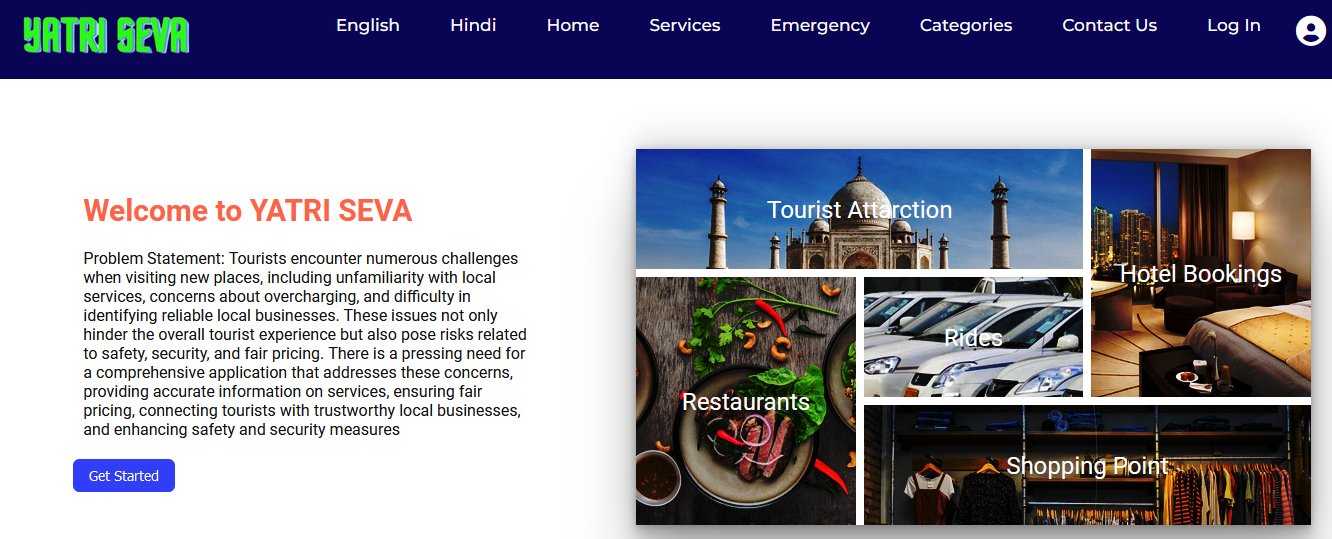 YATRI SEVA
English Hindi Home Services Emergency Categories Contact Us Log In
Welcome to YATRI SEVA
Problem Statement: Tourists encounter numerous challenges
when visiting new places, including unfamiliarity with local
services, concerns about overcharging, and difficulty in
identifying reliable local businesses. These issues not only
hinder the overall tourist experience but also pose risks related
to safety, security, and fair pricing. There is a pressing need for
a comprehensive application that addresses these concerns,
providing accurate information on services, ensuring fair
pricing, connecting tourists with trustworthy local businesses,
and enhancing safety and security measures
Get Started
Tourist Attarction
Hotel Bookings
Rides
Restaurants
Shopping Point